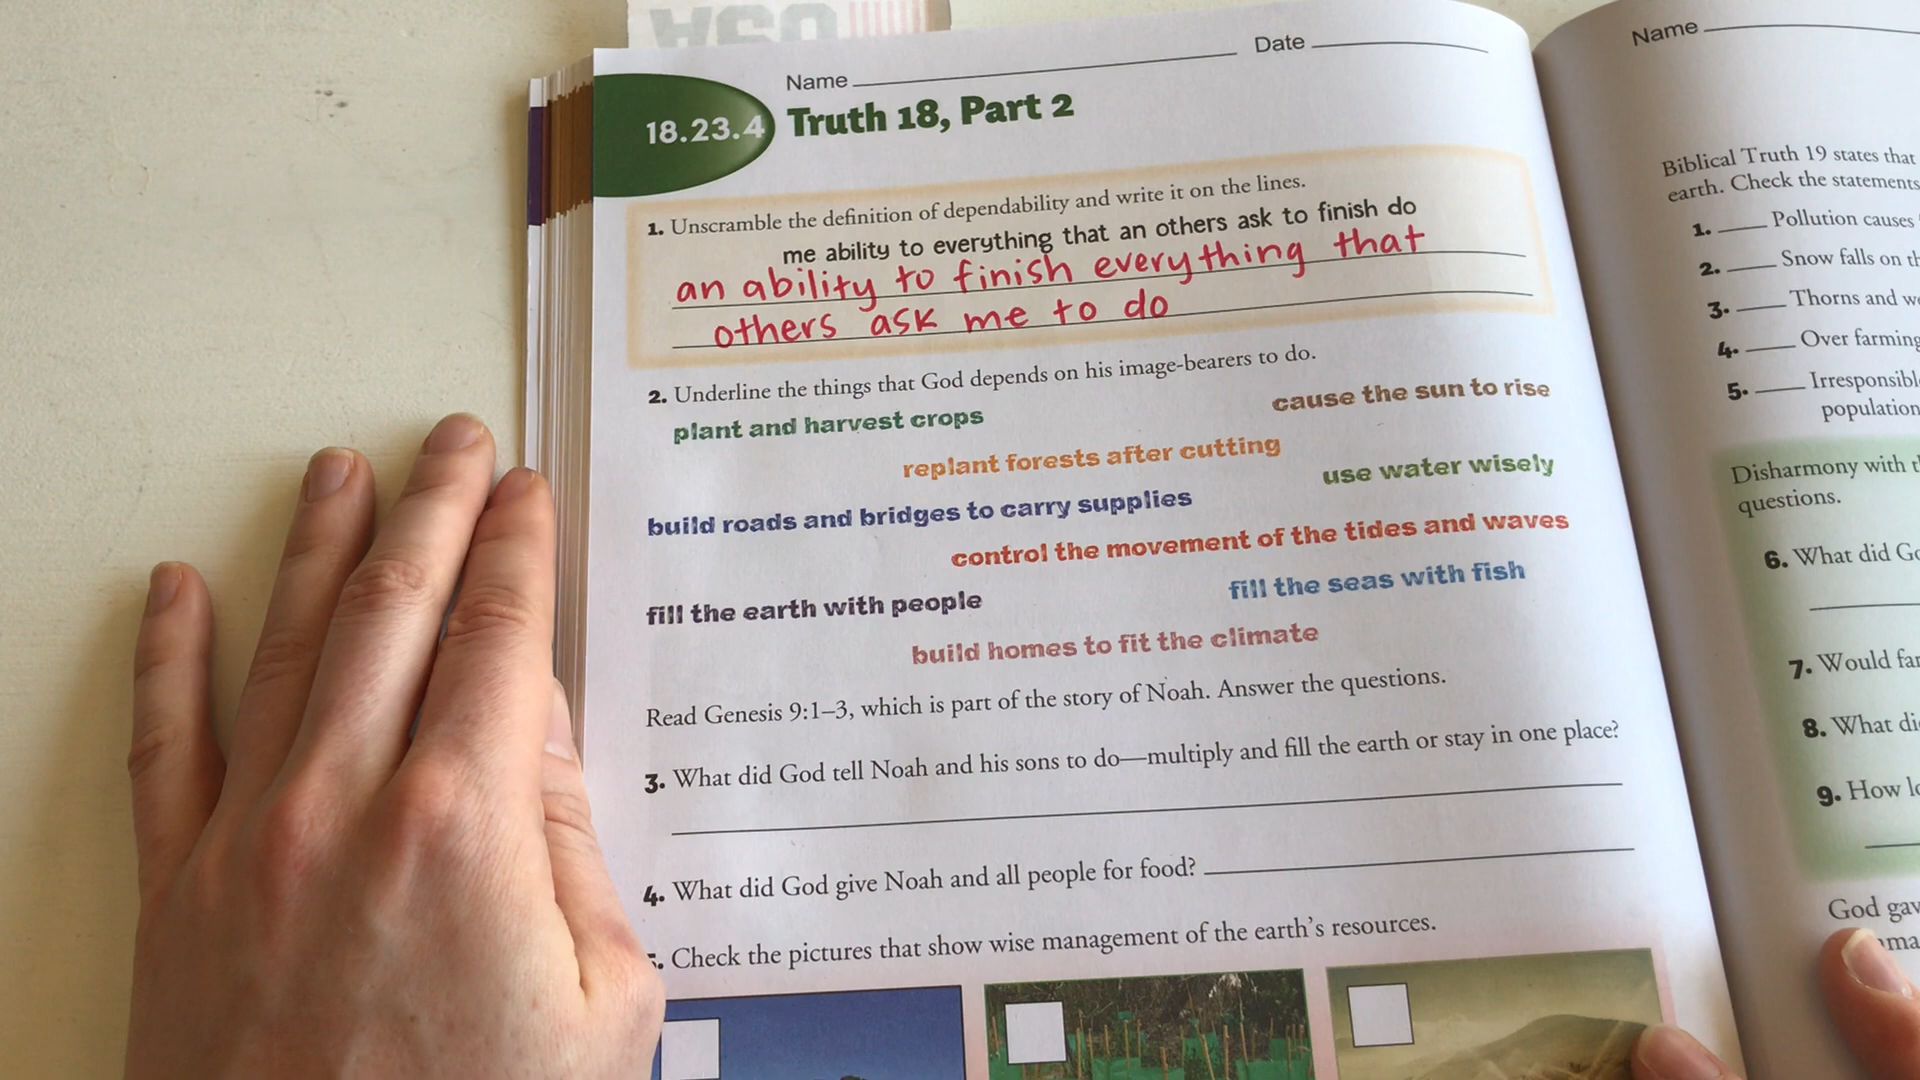 USA
Name
Date
18.23.4
Truth 18, Part 2
1. Unscramble the definition of dependability and write it on the lines.
me ability to everything that an others ask to finish do
an ability to finish everything that
others ask me to do
2. Underline the things that God depends on his image-bearers to do.
plant and harvest crops
cause the sun to rise
replant forests after cutting
use water wisely
build roads and bridges to carry supplies
control the movement of the tides and waves
fill the earth with people
fill the seas with fish
build homes to fit the climate
Read Genesis 9:1–3, which is part of the story of Noah. Answer the questions.
3. What did God tell Noah and his sons to do—multiply and fill the earth or stay in one place?
4. What did God give Noah and all people for food?
. Check the pictures that show wise management of the earth's resources.
Name
Biblical Truth 19 states that
earth. Check the statements
1. Pollution causes
2. Snow falls on
3. Thorns and
4. Over farming
5.
population
Disharmony with
questions.
6. What did
7. Would
8. What
9. How
God